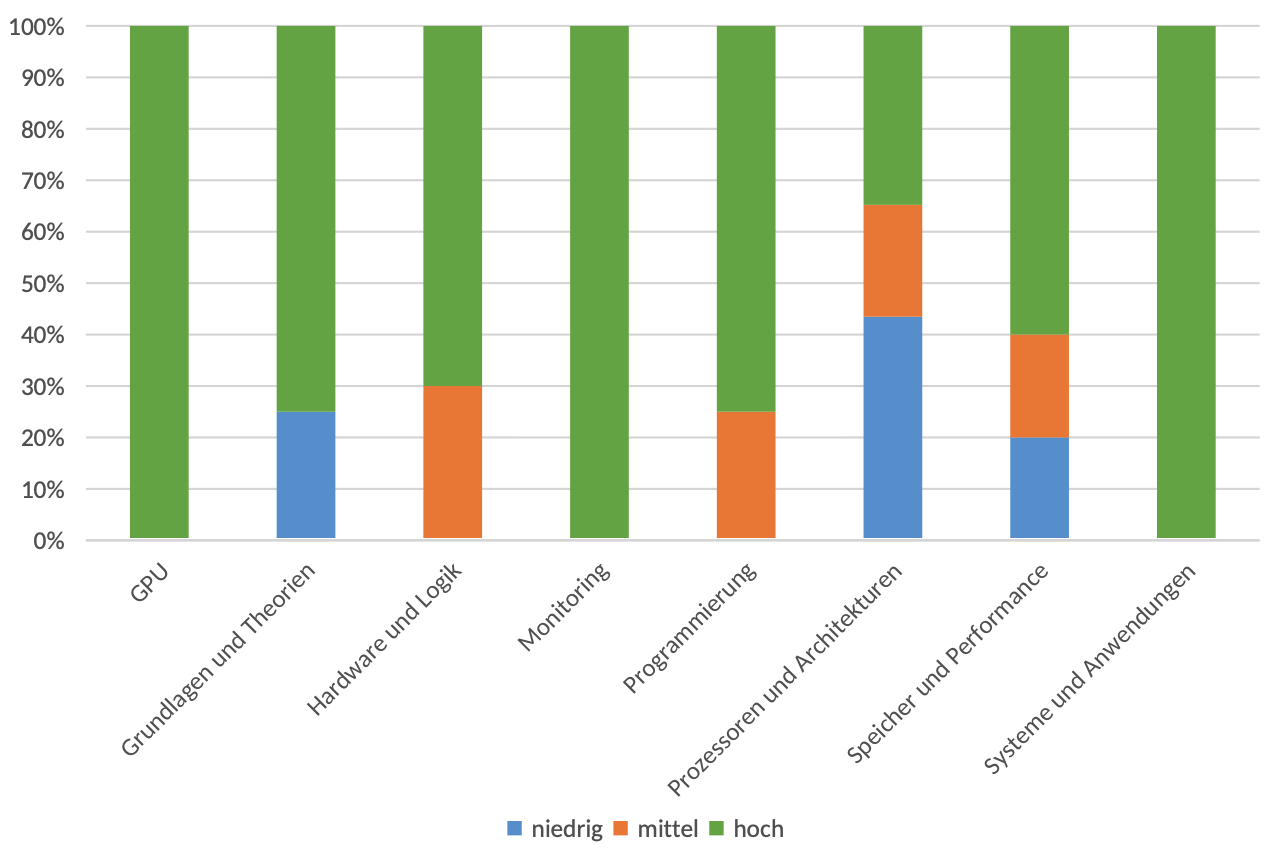 100%
90%
80%
70%
60%
50%
40%
30%
20%
10%
0%
GPU
Grundlagen und Theorien
Hardware und Logik
Monitoring
Programmierung
Prozessoren und Architekturen
Speicher und Performance
Systeme und Anwendungen
niedrig mittel hoch